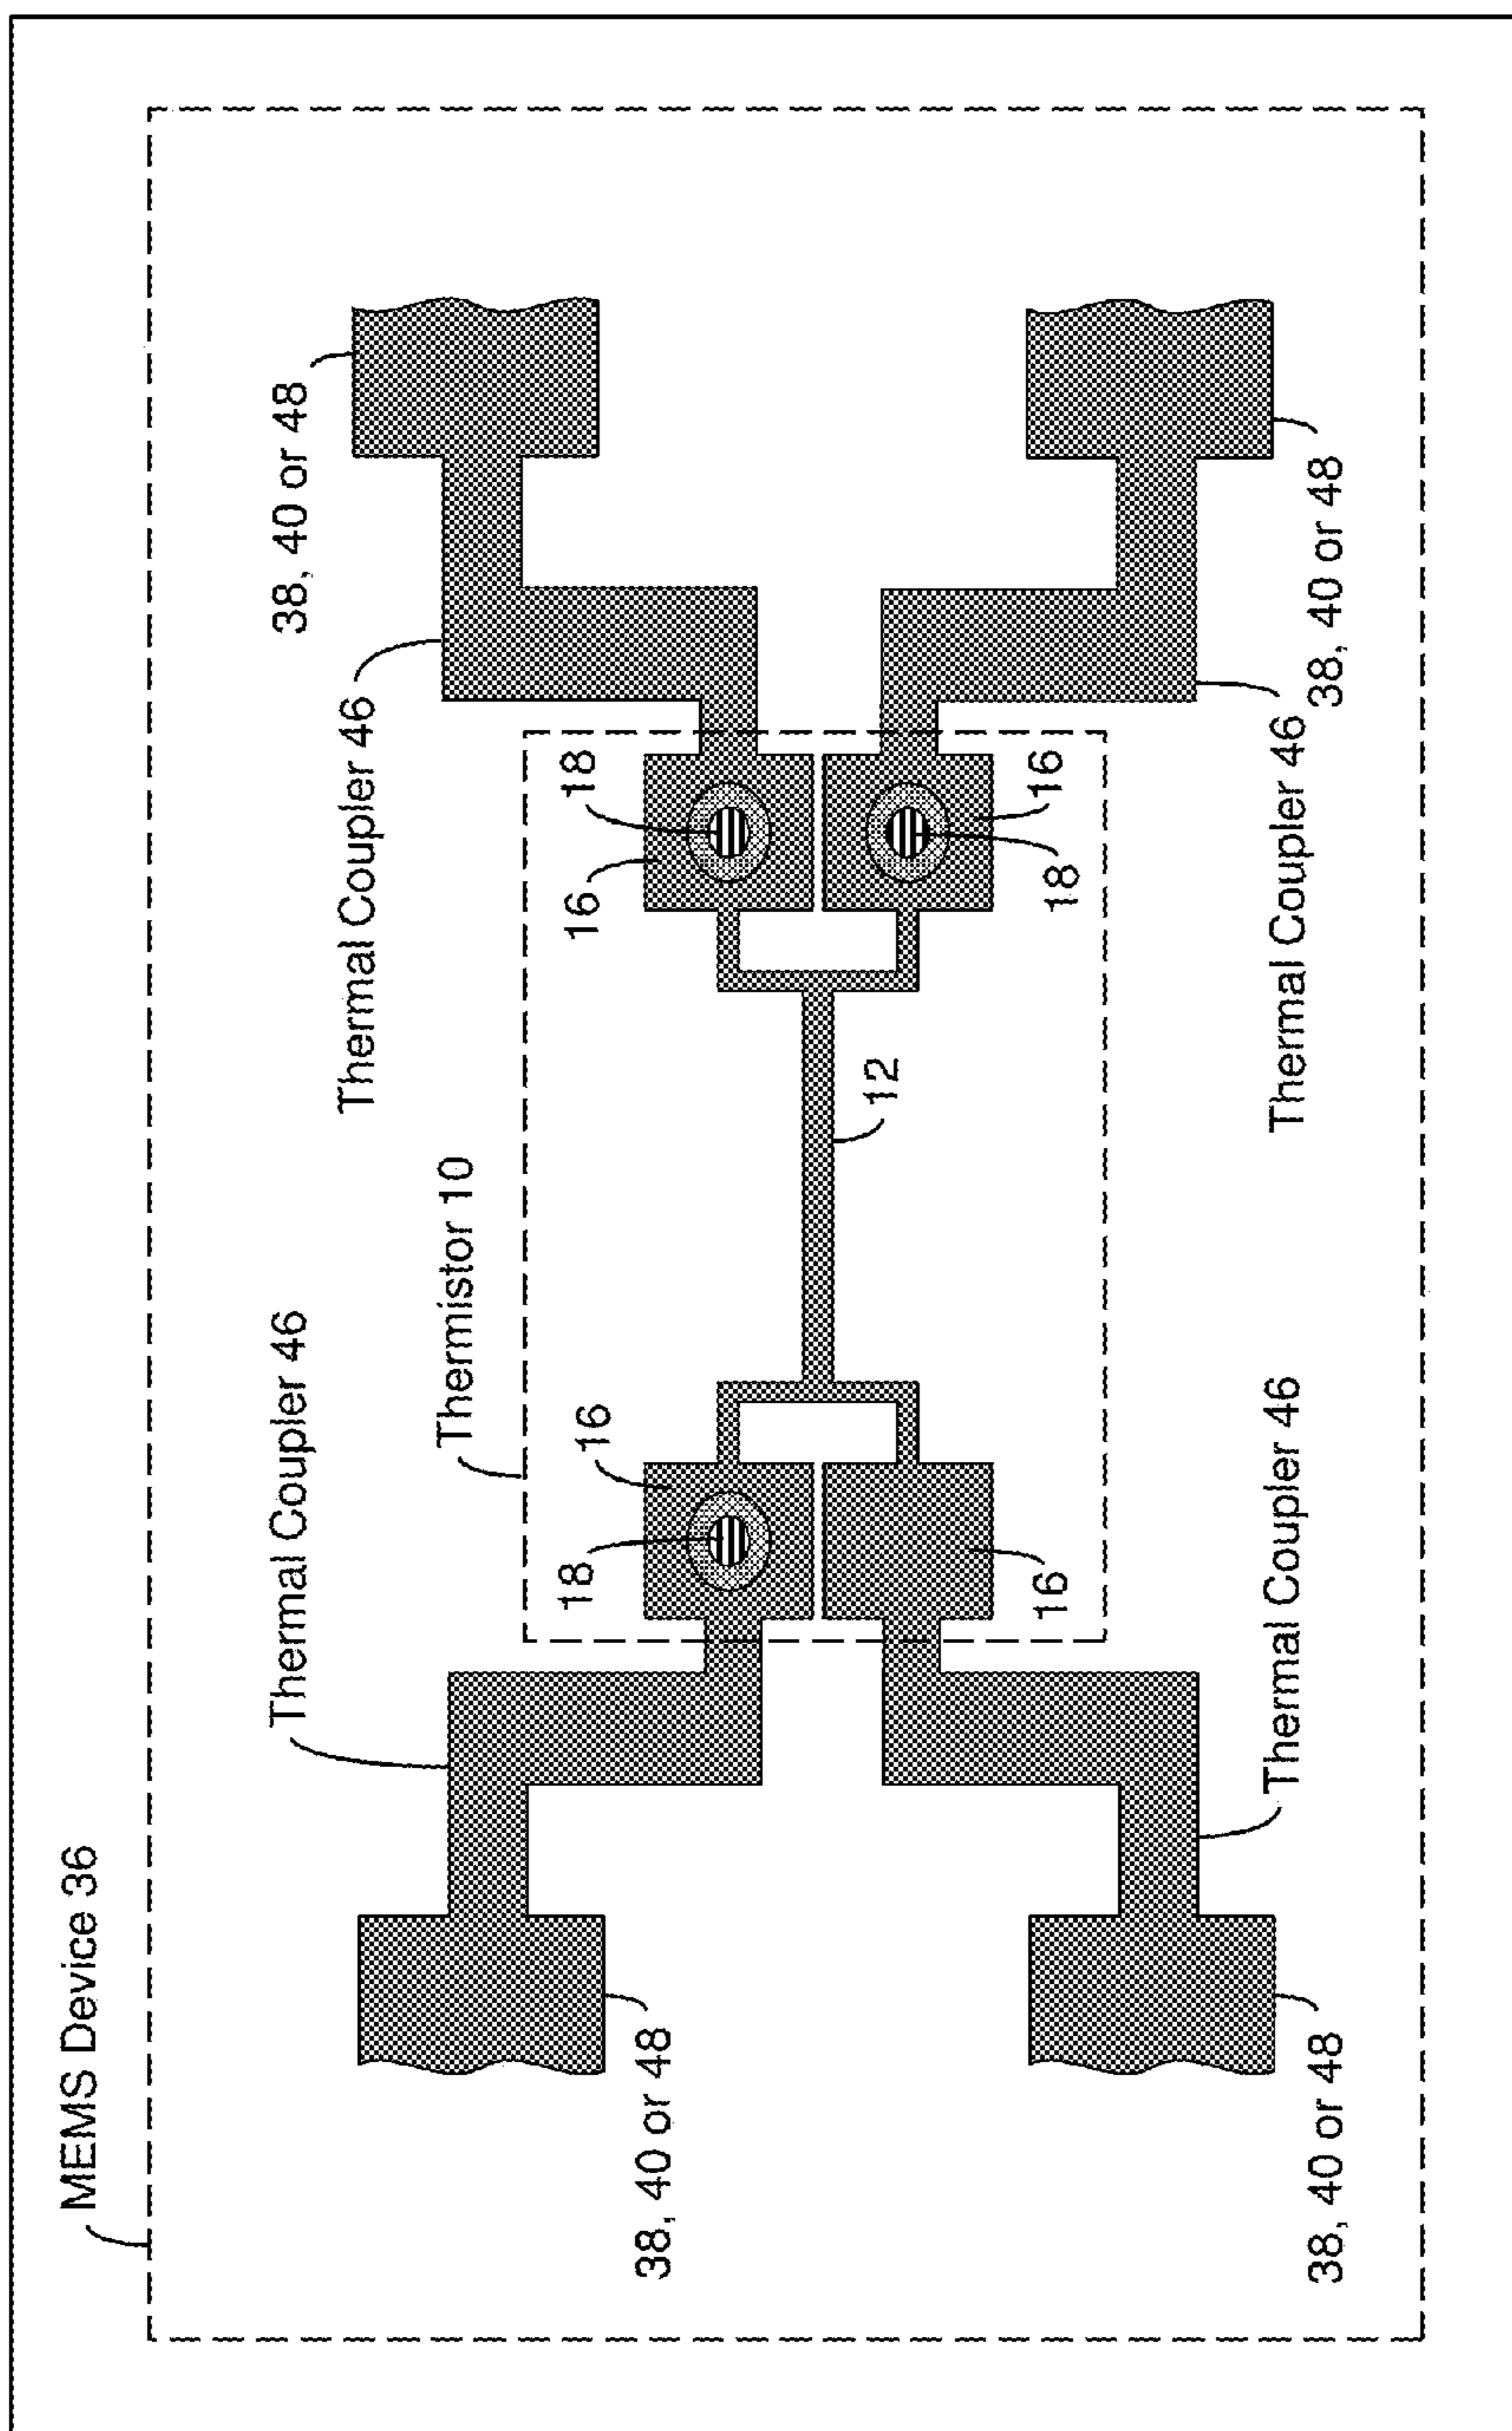 MEMS Device 36
Thermal Coupler 46
Thermistor 10
Thermal Coupler 46
38, 40 or 48
38, 40 or 48
18
16
16
18
12
16
18
16
18
16
38, 40 or 48
Thermal Coupler 46
Thermal Coupler 46
38, 40 or 48